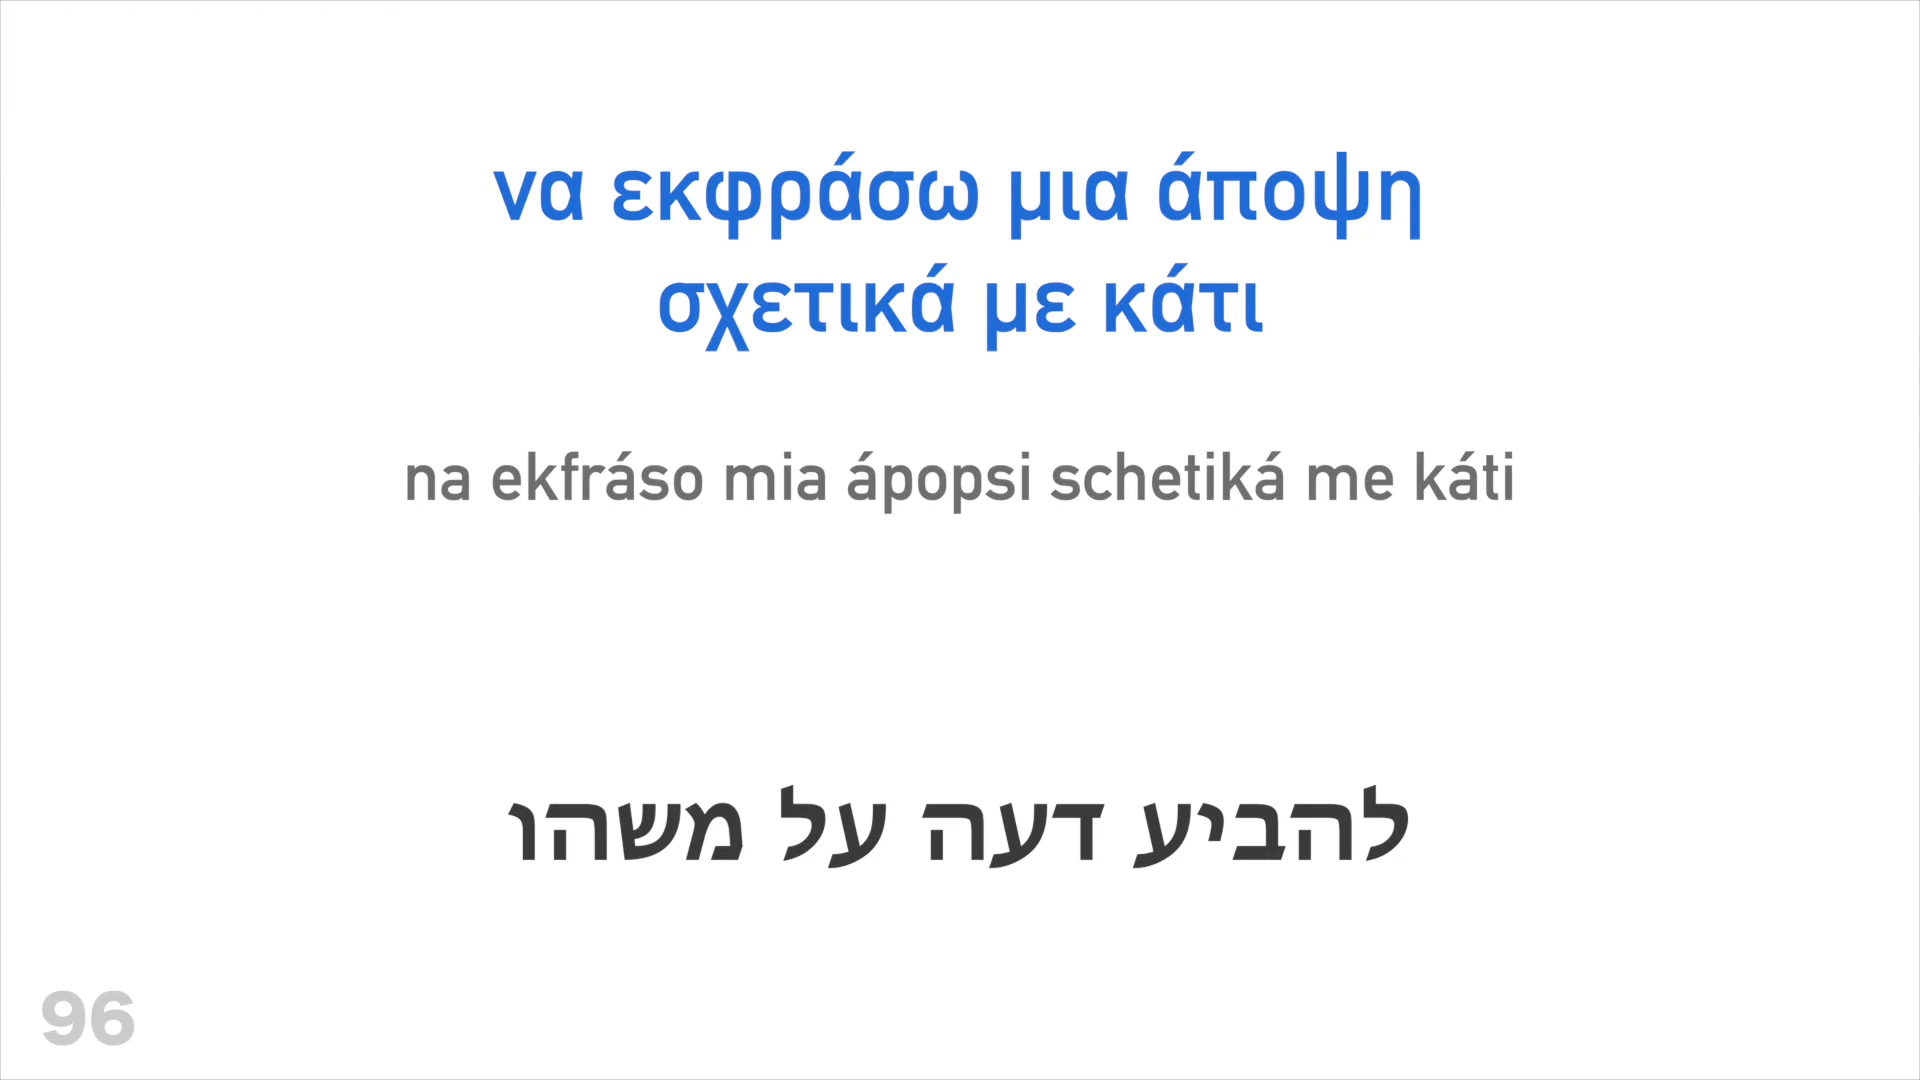 να εκφράσω μια άποψη
σχετικά με κάτι
na ekfráso mia ápopsi schetiká me káti
להביע דעה על משהו
96